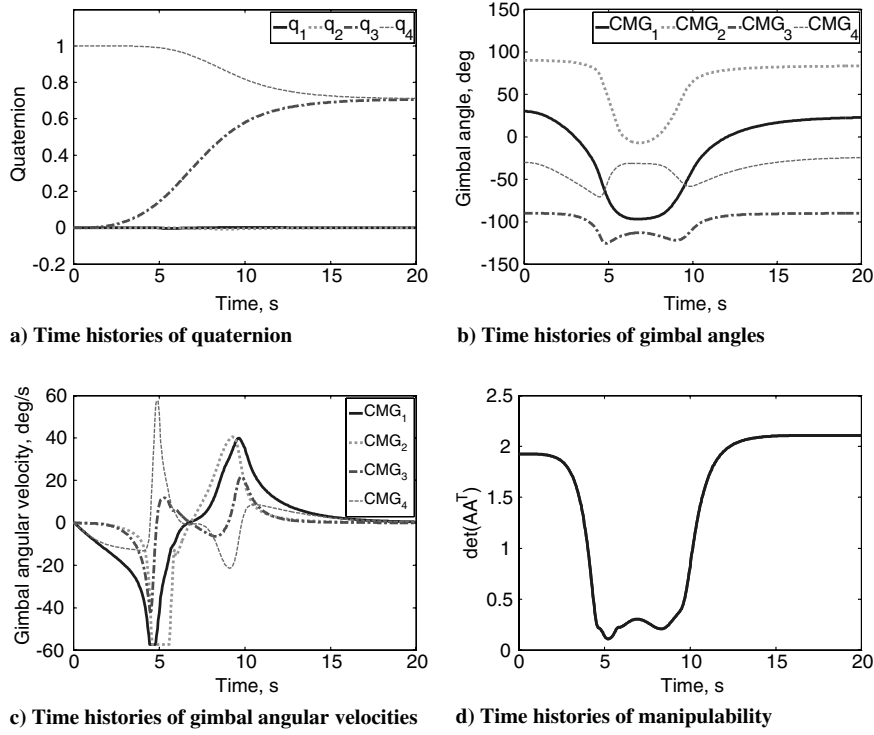 q1 q2 q3 q4
1
0.8
0.6
0.4
0.2
0
-0.2
Quaternion
0 5 10 15 20
Time, s
a) Time histories of quaternion
CMG1 CMG2 CMG3 CMG4
150
100
50
0
-50
-100
-150
Gimbal angle, deg
0 5 10 15 20
Time, s
b) Time histories of gimbal angles
60
40
20
0
-20
-40
-60
Gimbal angular velocity, deg/s
CMG1
CMG2
CMG3
CMG4
0 5 10 15 20
Time, s
c) Time histories of gimbal angular velocities
2.5
2
1.5
1
0.5
0
det(AAT)
0 5 10 15 20
Time, s
d) Time histories of manipulability